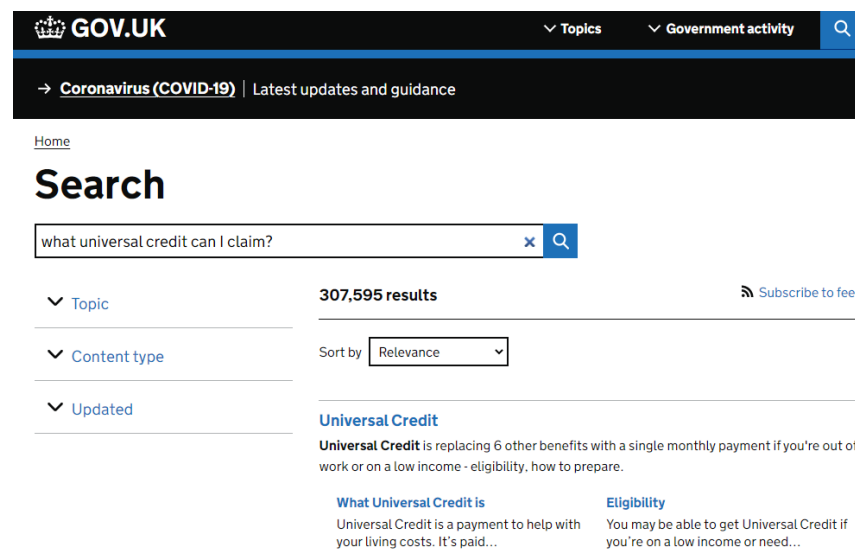 GOV.UK
Topics
Government activity
→ Coronavirus (COVID-19) | Latest updates and guidance
Home
Search
what universal credit can I claim?
Topic
Content type
Updated
307,595 results
Subscribe to fee
Sort by Relevance
Universal Credit
Universal Credit is replacing 6 other benefits with a single monthly payment if you're out of
work or on a low income - eligibility, how to prepare.
What Universal Credit is
Universal Credit is a payment to help with
your living costs. It's paid...
Eligibility
You may be able to get Universal Credit if
you're on a low income or need...